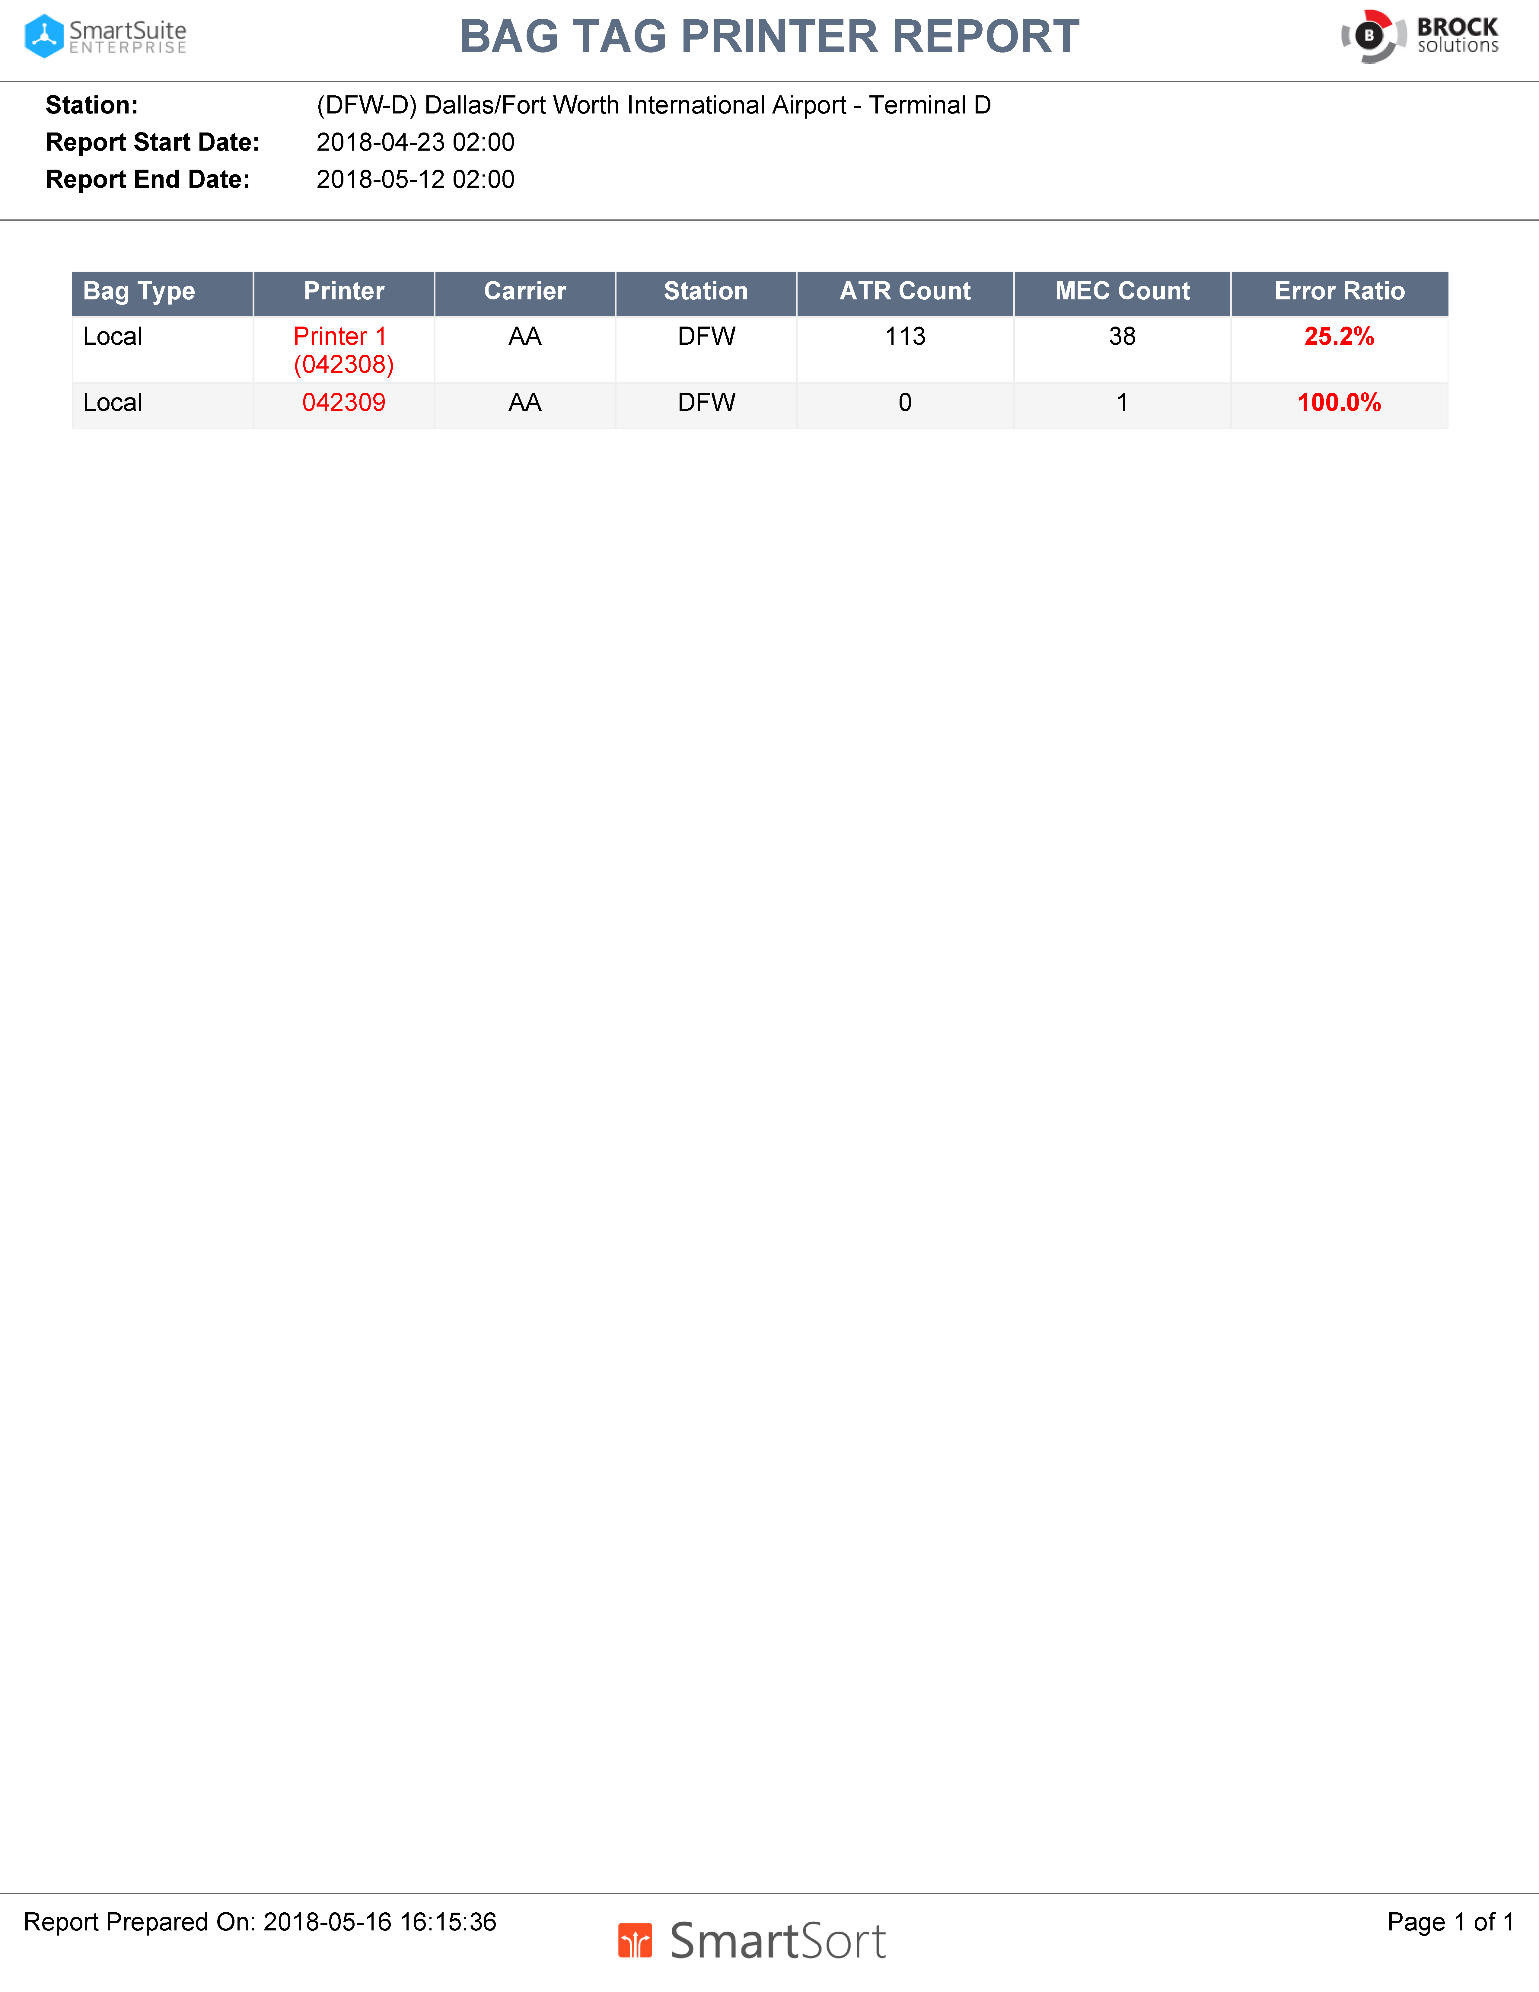 SmartSuite
ENTERPRISE
BAG TAG PRINTER REPORT
B
BROCK
solutions
Station: (DFW-D) Dallas/Fort Worth International Airport - Terminal D
Report Start Date: 2018-04-23 02:00
Report End Date: 2018-05-12 02:00
Bag Type Printer Carrier Station ATR Count MEC Count Error Ratio
Local Printer 1 AA DFW 113 38 25.2%
(042308)
Local 042309 AA DFW 0 1 100.0%
Report Prepared On: 2018-05-16 16:15:36
SmartSort
Page 1 of 1